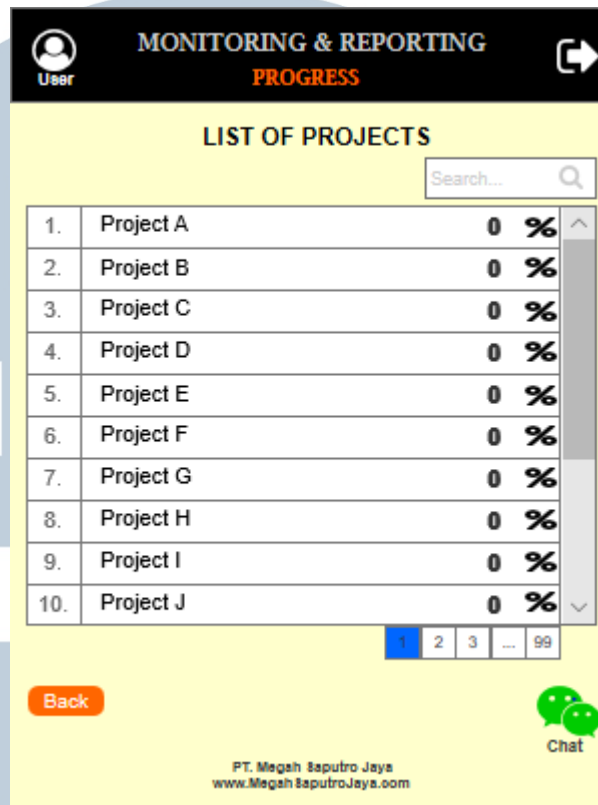 MONITORING & REPORTING
PROGRESS
User
LIST OF PROJECTS
Search...
1. Project A 0 %
2. Project B 0 %
3. Project C 0 %
4. Project D 0 %
5. Project E 0 %
6. Project F 0 %
7. Project G 0 %
8. Project H 0 %
9. Project I 0 %
10. Project J 0 %
1 2 3 ... 99
Back
Chat
PT. Megah Saputro Jaya
www.MegahSaputroJaya.com